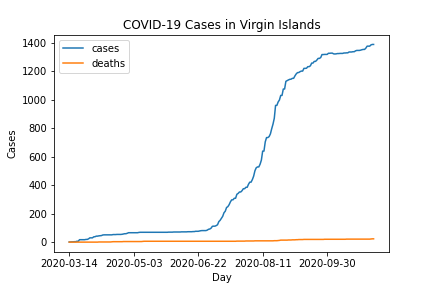 COVID-19 Cases in Virgin Islands
cases
deaths
1400
1200
1000
800
600
400
200
0
Cases
2020-03-14 2020-05-03 2020-06-22 2020-08-11 2020-09-30
Day